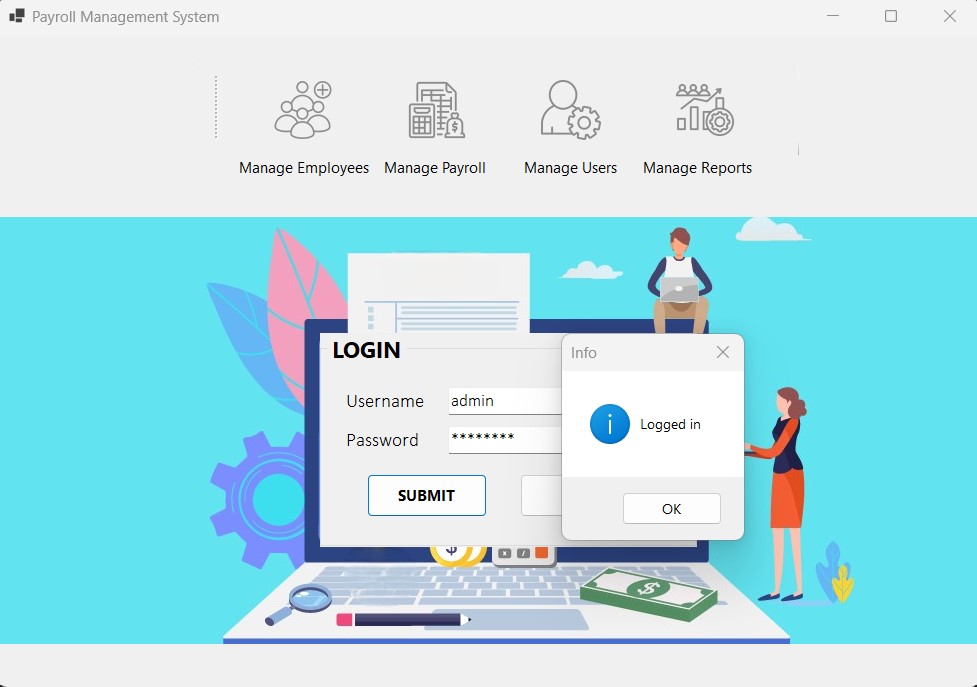 Payroll Management System
Manage Employees
Manage Payroll
Manage Users
Manage Reports
LOGIN
Info
Username
admin
Logged in
Password
********
SUBMIT
OK
$
x /
$